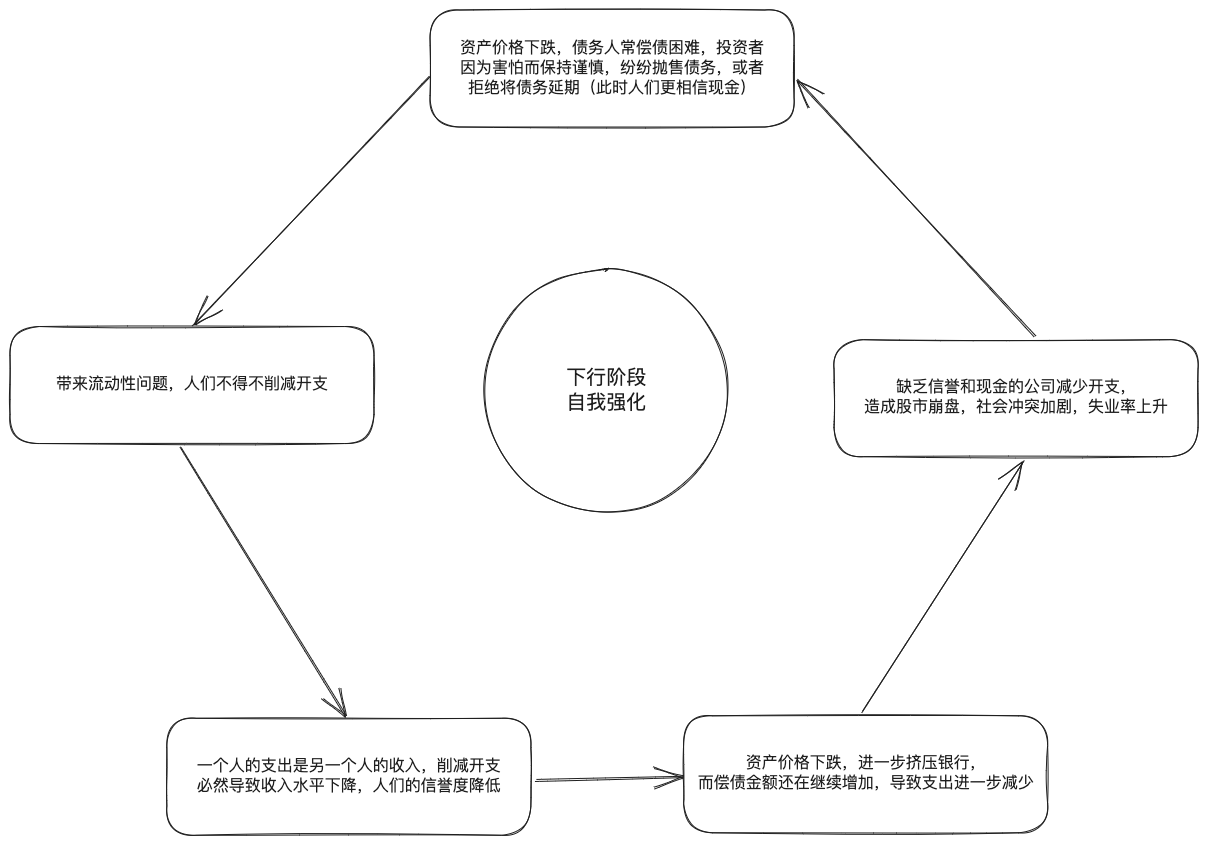 资产价格下跌，债务人常偿债困难，投资者
因为害怕而保持谨慎，纷纷抛售债务，或者
拒绝将债务延期（此时人们更相信现金）
带来流动性问题，人们不得不削减开支
下行阶段
自我强化
缺乏信誉和现金的公司减少开支，
造成股市崩盘，社会冲突加剧，失业率上升
一个人的支出是另一个人的收入，削减开支
必然导致收入水平下降，人们的信誉度降低
资产价格下跌，进一步挤压银行，
而偿债金额还在继续增加，导致支出进一步减少